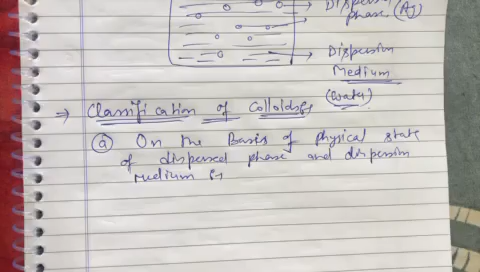 Dispersed
phase (Ag)
Dispersion
Medium
(Water)
⇒ Classification of Colloids:
(a) On the Basis of physical state
of dispersed phase and dispersion
medium :-